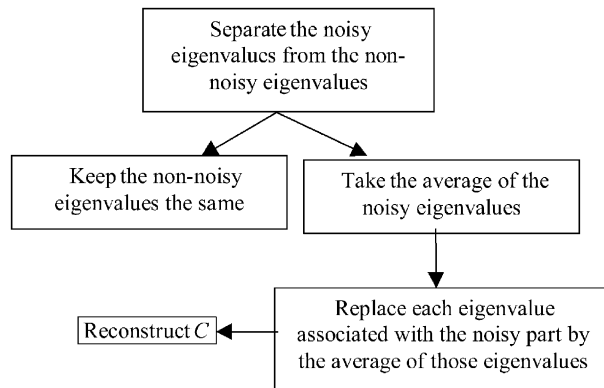 Separate the noisy
eigenvalues from the non-
noisy eigenvalues
Keep the non-noisy
eigenvalues the same
Take the average of the
noisy eigenvalues
Replace each eigenvalue
associated with the noisy part by
the average of those eigenvalues
Reconstruct C